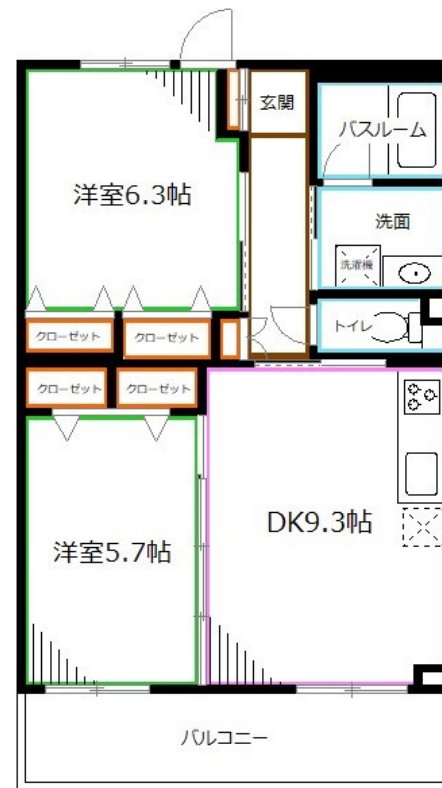 玄関
バスルーム
洋室6.3帖
洗面
洗濯機
トイレ
クローゼット
クローゼット
クローゼット
クローゼット
DK9.3帖
洋室5.7帖
バルコニー